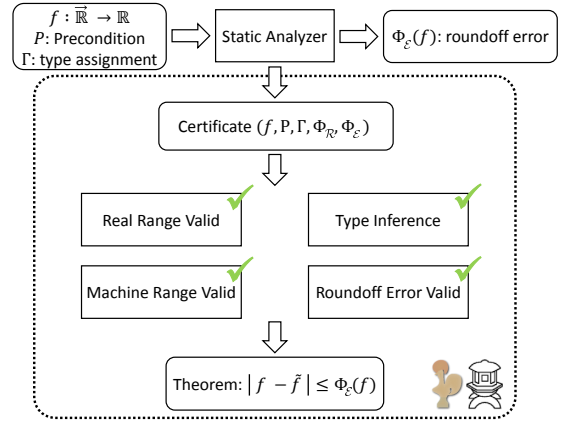 f : ℝ⃗ → ℝ
P: Precondition
Γ: type assignment
Static Analyzer
Φ_ℰ(f): roundoff error
Certificate (f, P, Γ, Φ_ℛ, Φ_ℰ)
Real Range Valid
Type Inference
Machine Range Valid
Roundoff Error Valid
Theorem: |f − f̃| ≤ Φ_ℰ(f)